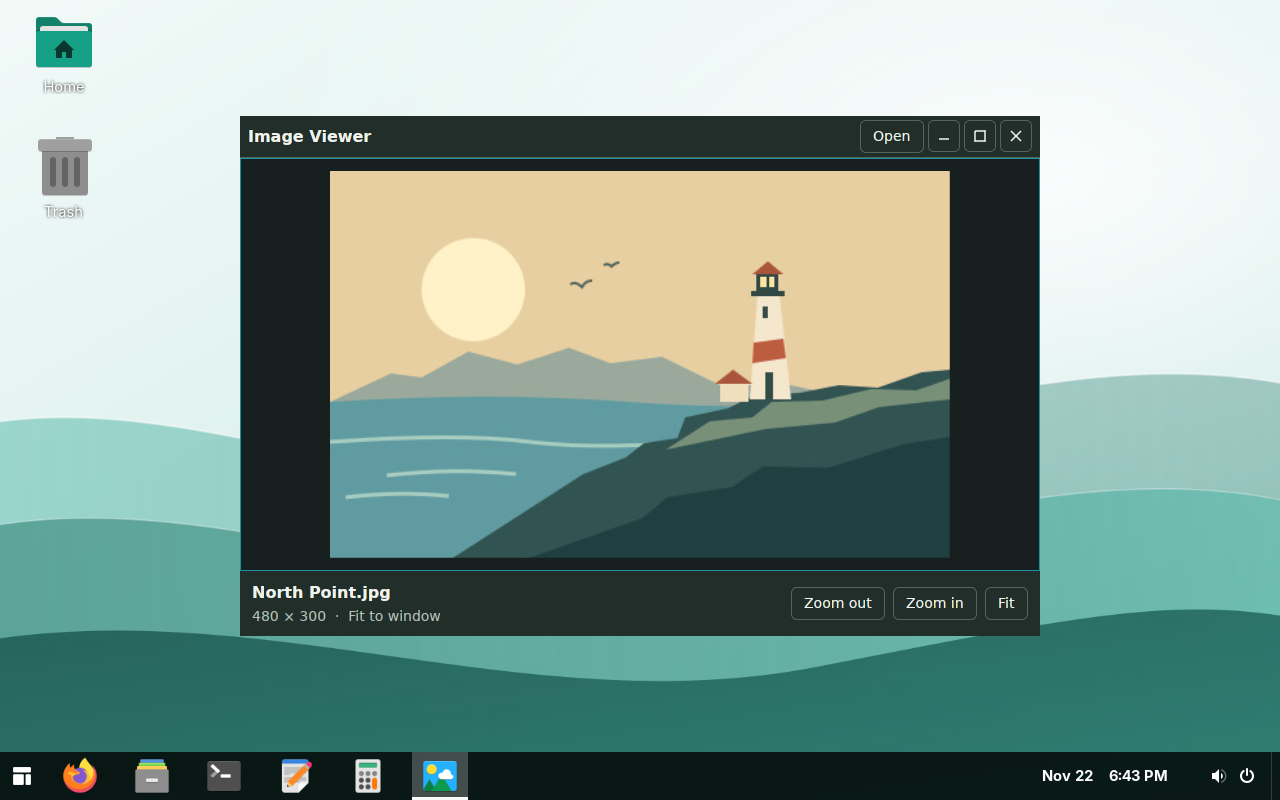 Home
Trash
Image Viewer
Open
North Point.jpg
480 × 300 · Fit to window
Zoom out
Zoom in
Fit
Nov 22 6:43 PM